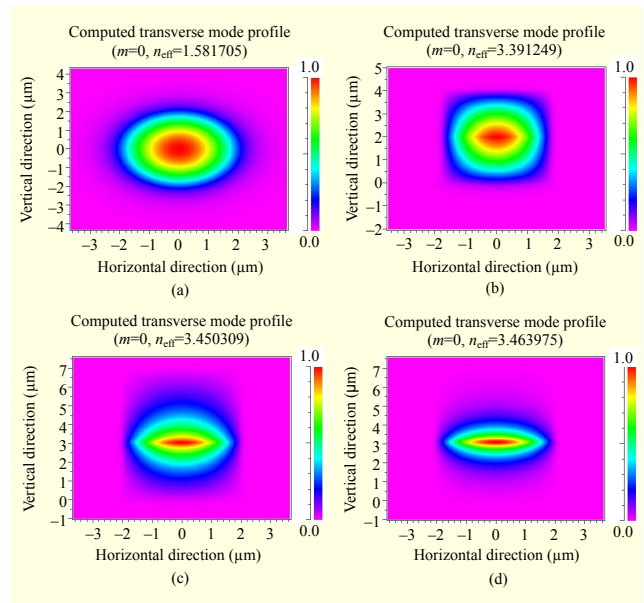 Computed transverse mode profile
(m=0, neff=1.581705)
1.0
4
3
2
1
0
−1
−2
−3
−4
Vertical direction (µm)
0.0
−3 −2 −1 0 1 2 3
Horizontal direction (µm)
(a)
Computed transverse mode profile
(m=0, neff=3.391249)
1.0
5
4
3
2
1
0
−1
−2
Vertical direction (µm)
0.0
−3 −2 −1 0 1 2 3
Horizontal direction (µm)
(b)
Computed transverse mode profile
(m=0, neff=3.450309)
1.0
7
6
5
4
3
2
1
0
−1
Vertical direction (µm)
0.0
−3 −2 −1 0 1 2 3
Horizontal direction (µm)
(c)
Computed transverse mode profile
(m=0, neff=3.463975)
1.0
7
6
5
4
3
2
1
0
−1
Vertical direction (µm)
0.0
−3 −2 −1 0 1 2 3
Horizontal direction (µm)
(d)